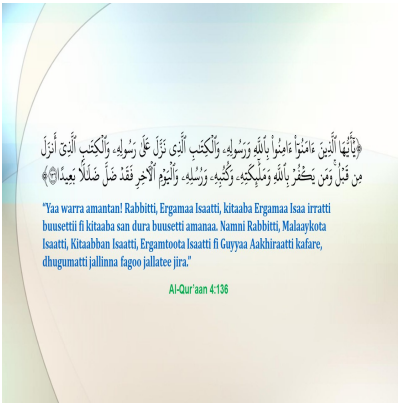 ﴿يَٰٓأَيُّهَا ٱلَّذِينَ ءَامَنُوٓاْ ءَامِنُواْ بِٱللَّهِ وَرَسُولِهِۦ وَٱلۡكِتَٰبِ ٱلَّذِي نَزَّلَ عَلَىٰ رَسُولِهِۦ وَٱلۡكِتَٰبِ ٱلَّذِيٓ أَنزَلَ
مِن قَبۡلُۚ وَمَن يَكۡفُرۡ بِٱللَّهِ وَمَلَٰٓئِكَتِهِۦ وَكُتُبِهِۦ وَرُسُلِهِۦ وَٱلۡيَوۡمِ ٱلۡأٓخِرِ فَقَدۡ ضَلَّ ضَلَٰلَۢا بَعِيدًا ١٣٦﴾
“Yaa warra amantan! Rabbitti, Ergamaa Isaatti, kitaaba Ergamaa Isaa irratti
buusettii fi kitaaba san dura buusetti amanaa. Namni Rabbitti, Malaaykota
Isaatti, Kitaabban Isaatti, Ergamtoota Isaatti fi Guyyaa Aakhiraatti kafare,
dhugumatti jallinna fagoo jallatee jira.”
Al-Qur’aan 4:136